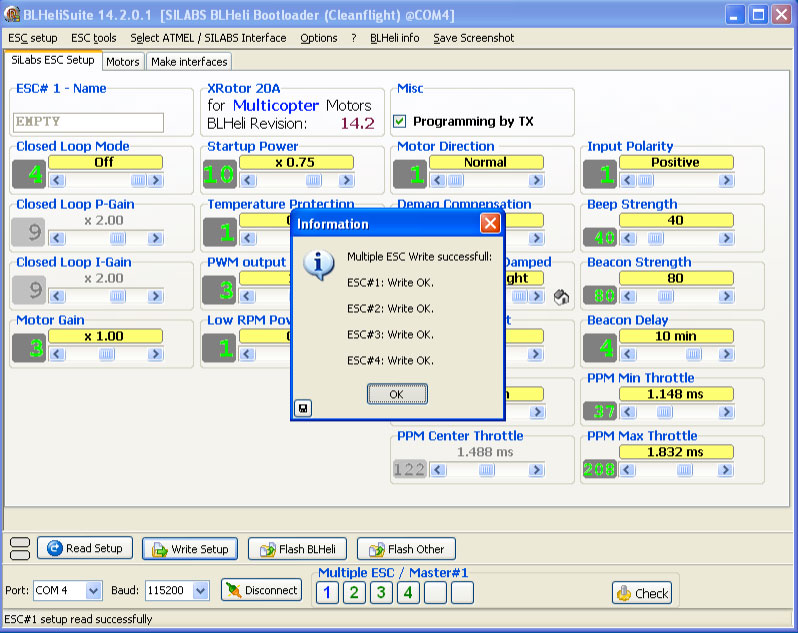 BLHeliSuite 14.2.0.1 [SILABS BLHeli Bootloader (Cleanflight) @COM4]
ESC setup ESC tools Select ATMEL / SILABS Interface Options ? BLHeli info Save Screenshot
SiLabs ESC Setup Motors Make interfaces
ESC# 1 - Name
EMPTY
XRotor 20A
for Multicopter Motors
BLHeli Revision: 14.2
Misc
Programming by TX
Closed Loop Mode
Off
4
Startup Power
x 0.75
10
Motor Direction
Normal
1
Input Polarity
Positive
1
Closed Loop P-Gain
x 2.00
9
Temperature Protection
1
Demag Compensation
Beep Strength
40
40
Closed Loop I-Gain
x 2.00
9
PWM output
3
Damped
ght
Beacon Strength
80
80
Motor Gain
x 1.00
3
Low RPM Pow
1
t
Beacon Delay
10 min
4
PPM Min Throttle
1.148 ms
37
PPM Center Throttle
1.488 ms
122
PPM Max Throttle
1.832 ms
208
Information
Multiple ESC Write successfull:
ESC#1: Write OK.
ESC#2: Write OK.
ESC#3: Write OK.
ESC#4: Write OK.
OK
Read Setup Write Setup Flash BLHeli Flash Other
Port: COM 4 Baud: 115200 Disconnect
Multiple ESC / Master#1
1 2 3 4
Check
ESC#1 setup read successfully